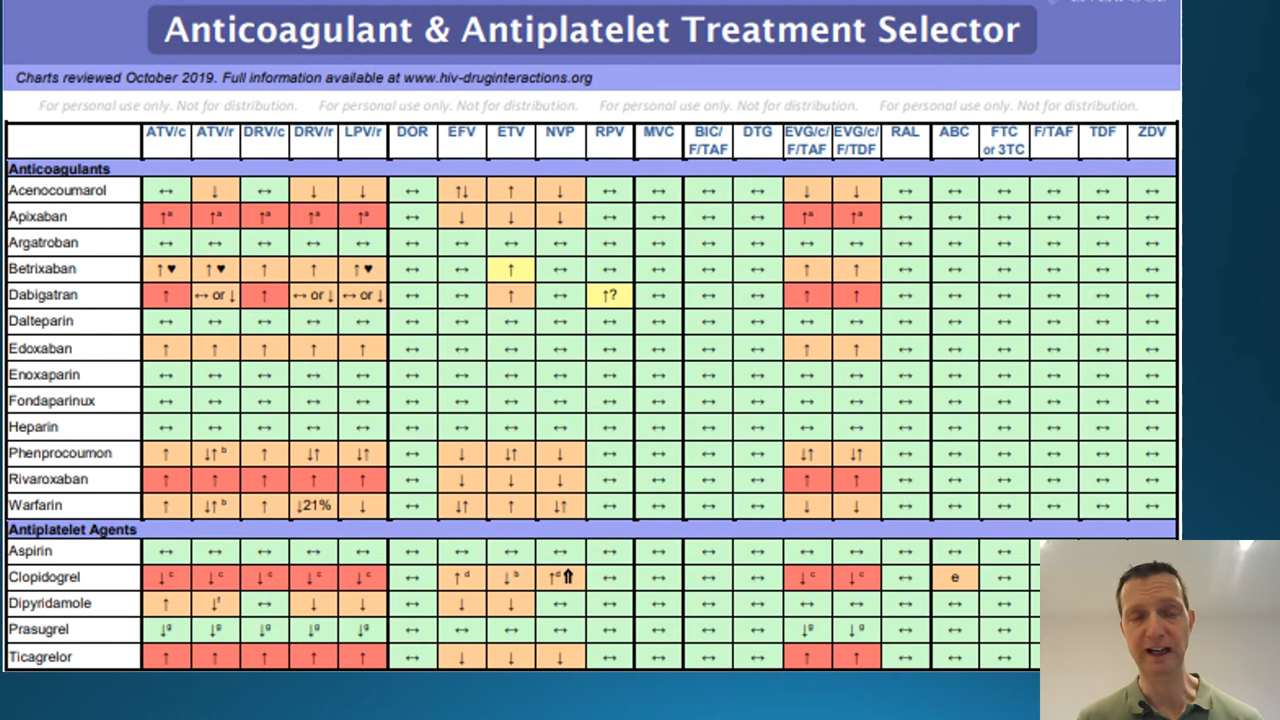 Anticoagulant & Antiplatelet Treatment Selector
Charts reviewed October 2019. Full information available at www.hiv-druginteractions.org
For personal use only. Not for distribution. For personal use only. Not for distribution. For personal use only. Not for distribution. For personal use only. Not for distribution.
ATV/c ATV/r DRV/c DRV/r LPV/r DOR EFV ETV NVP RPV MVC BIC/ F/TAF DTG EVG/c/ F/TAF EVG/c/ F/TDF RAL ABC FTC or 3TC F/TAF TDF ZDV
Anticoagulants
Acenocoumarol ↔ ↓ ↔ ↓ ↓ ↔ ↑↓ ↑ ↓ ↔ ↔ ↔ ↔ ↓ ↓ ↔ ↔ ↔ ↔ ↔ ↔
Apixaban ↑a ↑a ↑a ↑a ↑a ↔ ↓ ↓ ↓ ↔ ↔ ↔ ↔ ↑a ↑a ↔ ↔ ↔ ↔ ↔ ↔
Argatroban ↔ ↔ ↔ ↔ ↔ ↔ ↔ ↔ ↔ ↔ ↔ ↔ ↔ ↔ ↔ ↔ ↔ ↔ ↔ ↔ ↔
Betrixaban ↑♥ ↑♥ ↑ ↑ ↑♥ ↔ ↔ ↑ ↔ ↔ ↔ ↔ ↔ ↑ ↑ ↔ ↔ ↔ ↔ ↔ ↔
Dabigatran ↑ ↔ or ↓ ↑ ↔ or ↓ ↔ or ↓ ↔ ↔ ↑ ↔ ↑? ↔ ↔ ↔ ↑ ↑ ↔ ↔ ↔ ↔ ↔ ↔
Dalteparin ↔ ↔ ↔ ↔ ↔ ↔ ↔ ↔ ↔ ↔ ↔ ↔ ↔ ↔ ↔ ↔ ↔ ↔ ↔ ↔ ↔
Edoxaban ↑ ↑ ↑ ↑ ↑ ↔ ↔ ↔ ↔ ↔ ↔ ↔ ↔ ↑ ↑ ↔ ↔ ↔ ↔ ↔ ↔
Enoxaparin ↔ ↔ ↔ ↔ ↔ ↔ ↔ ↔ ↔ ↔ ↔ ↔ ↔ ↔ ↔ ↔ ↔ ↔ ↔ ↔ ↔
Fondaparinux ↔ ↔ ↔ ↔ ↔ ↔ ↔ ↔ ↔ ↔ ↔ ↔ ↔ ↔ ↔ ↔ ↔ ↔ ↔ ↔ ↔
Heparin ↔ ↔ ↔ ↔ ↔ ↔ ↔ ↔ ↔ ↔ ↔ ↔ ↔ ↔ ↔ ↔ ↔ ↔ ↔ ↔ ↔
Phenprocoumon ↑ ↓↑ b ↑ ↓↑ ↓↑ ↔ ↓ ↓↑ ↓ ↔ ↔ ↔ ↔ ↓↑ ↓↑ ↔ ↔ ↔ ↔ ↔ ↔
Rivaroxaban ↑ ↑ ↑ ↑ ↑ ↔ ↓ ↓ ↓ ↔ ↔ ↔ ↔ ↑ ↑ ↔ ↔ ↔ ↔ ↔ ↔
Warfarin ↑ ↓↑ b ↑ ↓21% ↓ ↔ ↓↑ ↑ ↓↑ ↔ ↔ ↔ ↔ ↓ ↓ ↔ ↔ ↔ ↔ ↔ ↔
Antiplatelet Agents
Aspirin ↔ ↔ ↔ ↔ ↔ ↔ ↔ ↔ ↔ ↔ ↔ ↔ ↔ ↔ ↔ ↔ ↔ ↔
Clopidogrel ↓ c ↓ c ↓ c ↓ c ↓ c ↔ ↑ d ↓ b ↑d⇑ ↔ ↔ ↔ ↔ ↓ c ↓ c ↔ e ↔
Dipyridamole ↑ ↓f ↔ ↓ ↓ ↔ ↓ ↓ ↔ ↔ ↔ ↔ ↔ ↔ ↔ ↔ ↔ ↔
Prasugrel ↓g ↓g ↓g ↓g ↓g ↔ ↔ ↔ ↔ ↔ ↔ ↔ ↔ ↓g ↓g ↔ ↔ ↔
Ticagrelor ↑ ↑ ↑ ↑ ↑ ↔ ↓ ↓ ↓ ↔ ↔ ↔ ↔ ↑ ↑ ↔ ↔ ↔